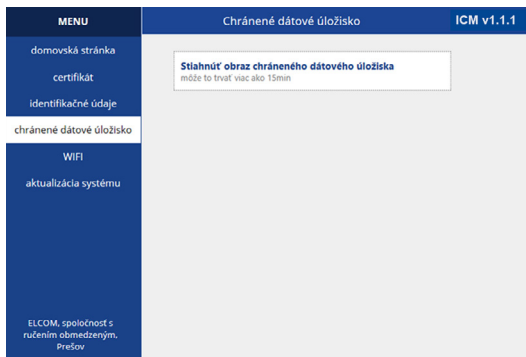 MENU
Chránené dátové úložisko
ICM v1.1.1
domovská stránka
certifikát
identifikačné údaje
chránené dátové úložisko
WIFI
aktualizácia systému
Stiahnúť obraz chráneného dátového úložiska
môže to trvať viac ako 15min
ELCOM, spoločnosť s
ručením obmedzeným,
Prešov